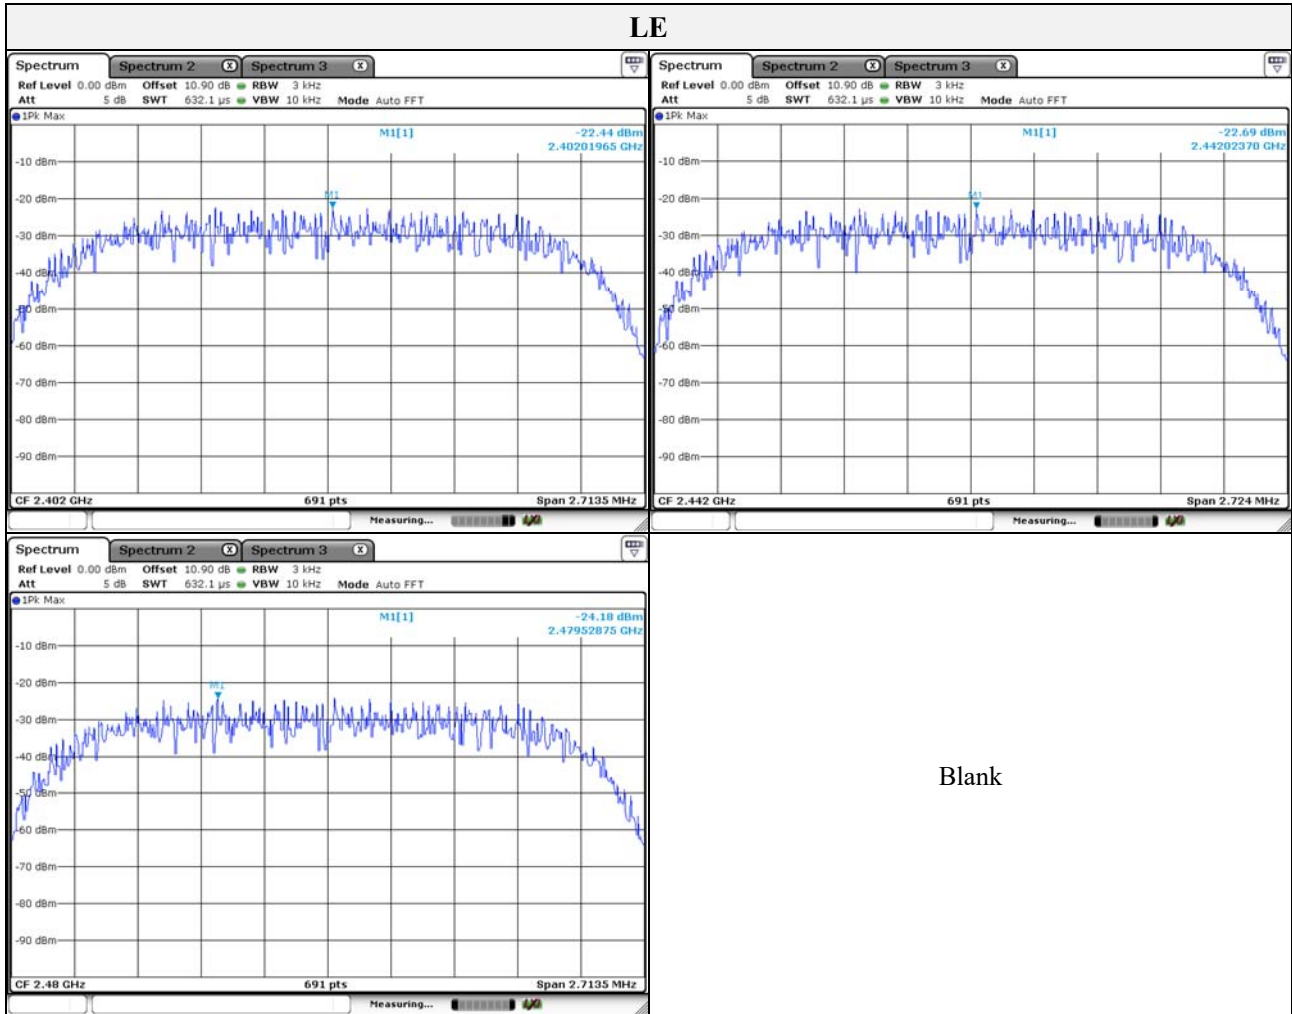 LE
Spectrum Spectrum 2 X Spectrum 3 X
Ref Level 0.00 dBm Offset 10.90 dB RBW 3 kHz
Att 5 dB SWT 632.1 µs VBW 10 kHz Mode Auto FFT
1Pk Max
M1[1] -22.44 dBm
2.40201965 GHz
M1
-10 dBm
-20 dBm
-30 dBm
-40 dBm
-50 dBm
-60 dBm
-70 dBm
-80 dBm
-90 dBm
CF 2.402 GHz 691 pts Span 2.7135 MHz
Measuring...
Spectrum Spectrum 2 X Spectrum 3 X
Ref Level 0.00 dBm Offset 10.90 dB RBW 3 kHz
Att 5 dB SWT 632.1 µs VBW 10 kHz Mode Auto FFT
1Pk Max
M1[1] -22.69 dBm
2.44202370 GHz
M1
-10 dBm
-20 dBm
-30 dBm
-40 dBm
-50 dBm
-60 dBm
-70 dBm
-80 dBm
-90 dBm
CF 2.442 GHz 691 pts Span 2.724 MHz
Measuring...
Spectrum Spectrum 2 X Spectrum 3 X
Ref Level 0.00 dBm Offset 10.90 dB RBW 3 kHz
Att 5 dB SWT 632.1 µs VBW 10 kHz Mode Auto FFT
1Pk Max
M1[1] -24.18 dBm
2.47952875 GHz
M1
-10 dBm
-20 dBm
-30 dBm
-40 dBm
-50 dBm
-60 dBm
-70 dBm
-80 dBm
-90 dBm
CF 2.48 GHz 691 pts Span 2.7135 MHz
Measuring...
Blank